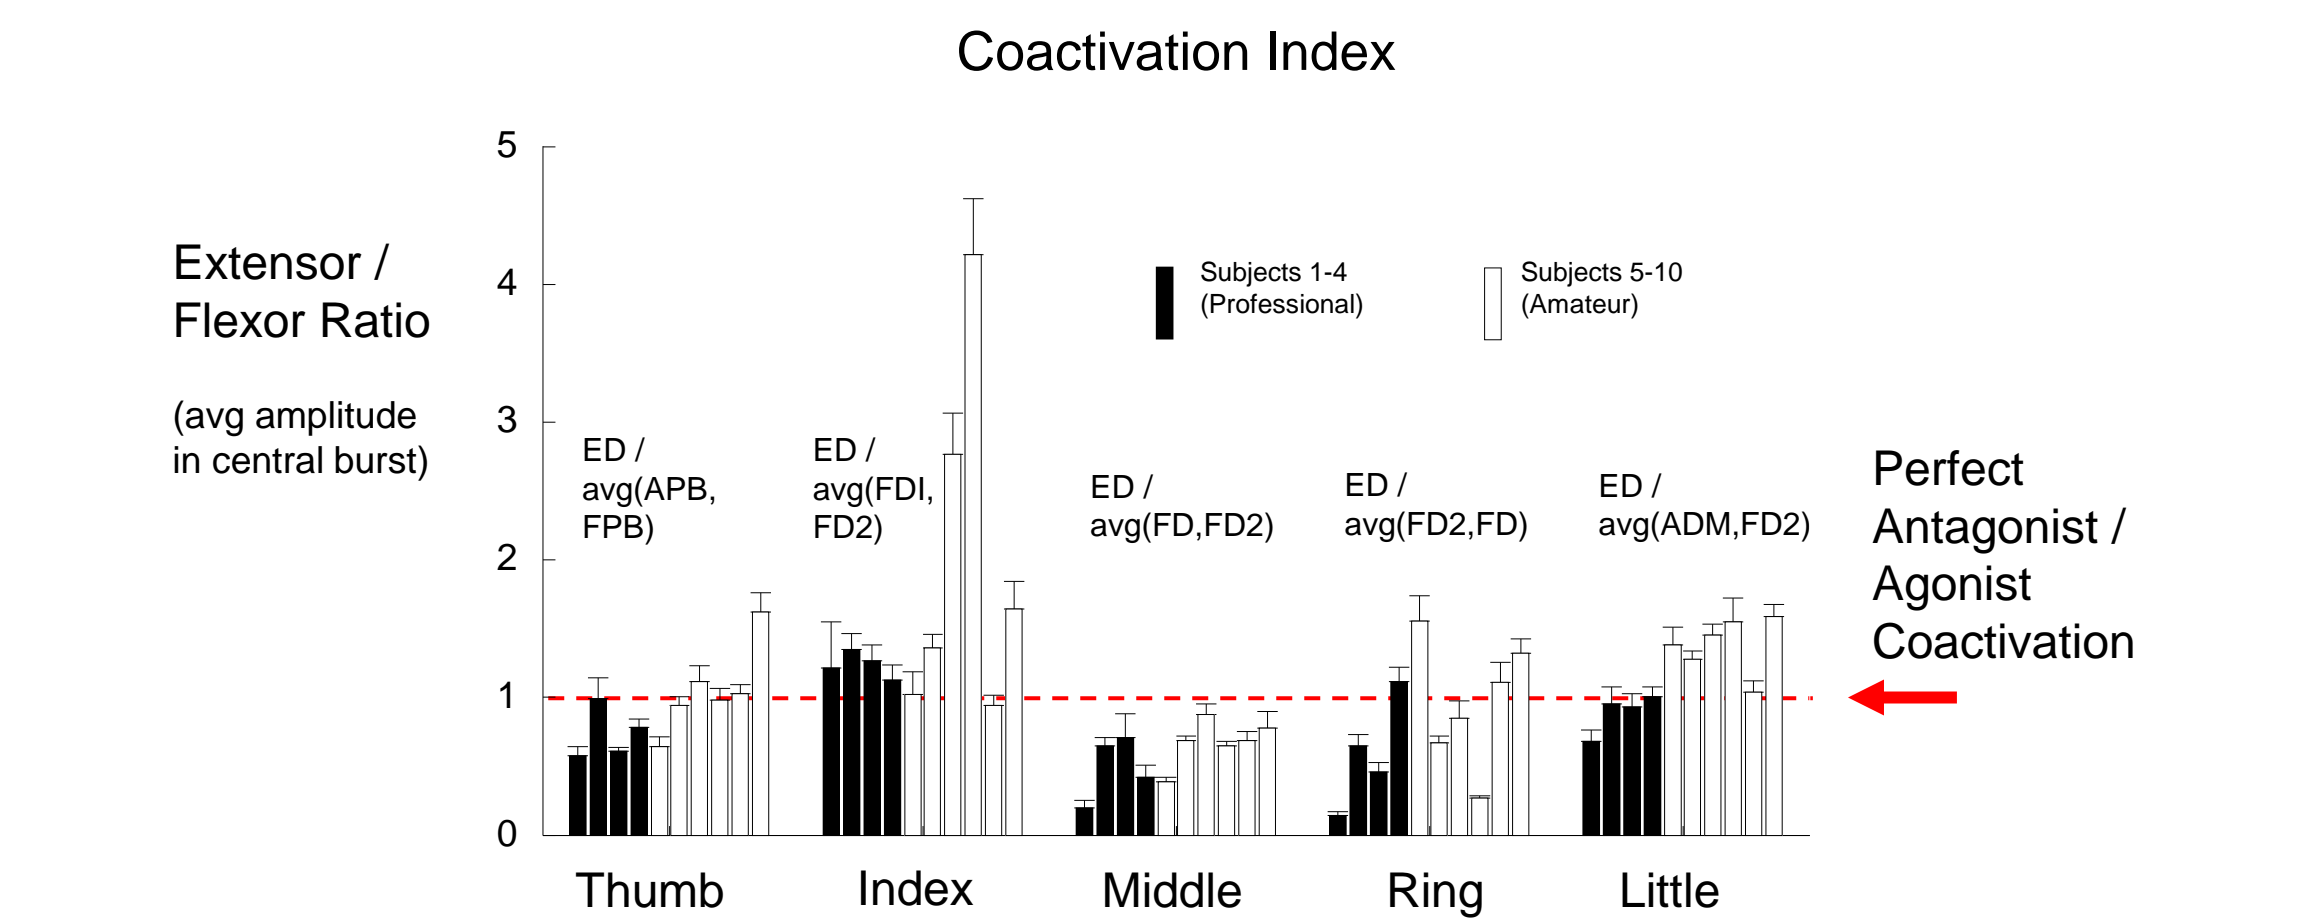 Coactivation Index
Extensor /
Flexor Ratio
(avg amplitude
in central burst)
5
4
3
2
1
0
Subjects 1-4
(Professional)
Subjects 5-10
(Amateur)
ED /
avg(APB,
FPB)
ED /
avg(FDI,
FD2)
ED /
avg(FD,FD2)
ED /
avg(FD2,FD)
ED /
avg(ADM,FD2)
Perfect
Antagonist /
Agonist
Coactivation
Thumb
Index
Middle
Ring
Little